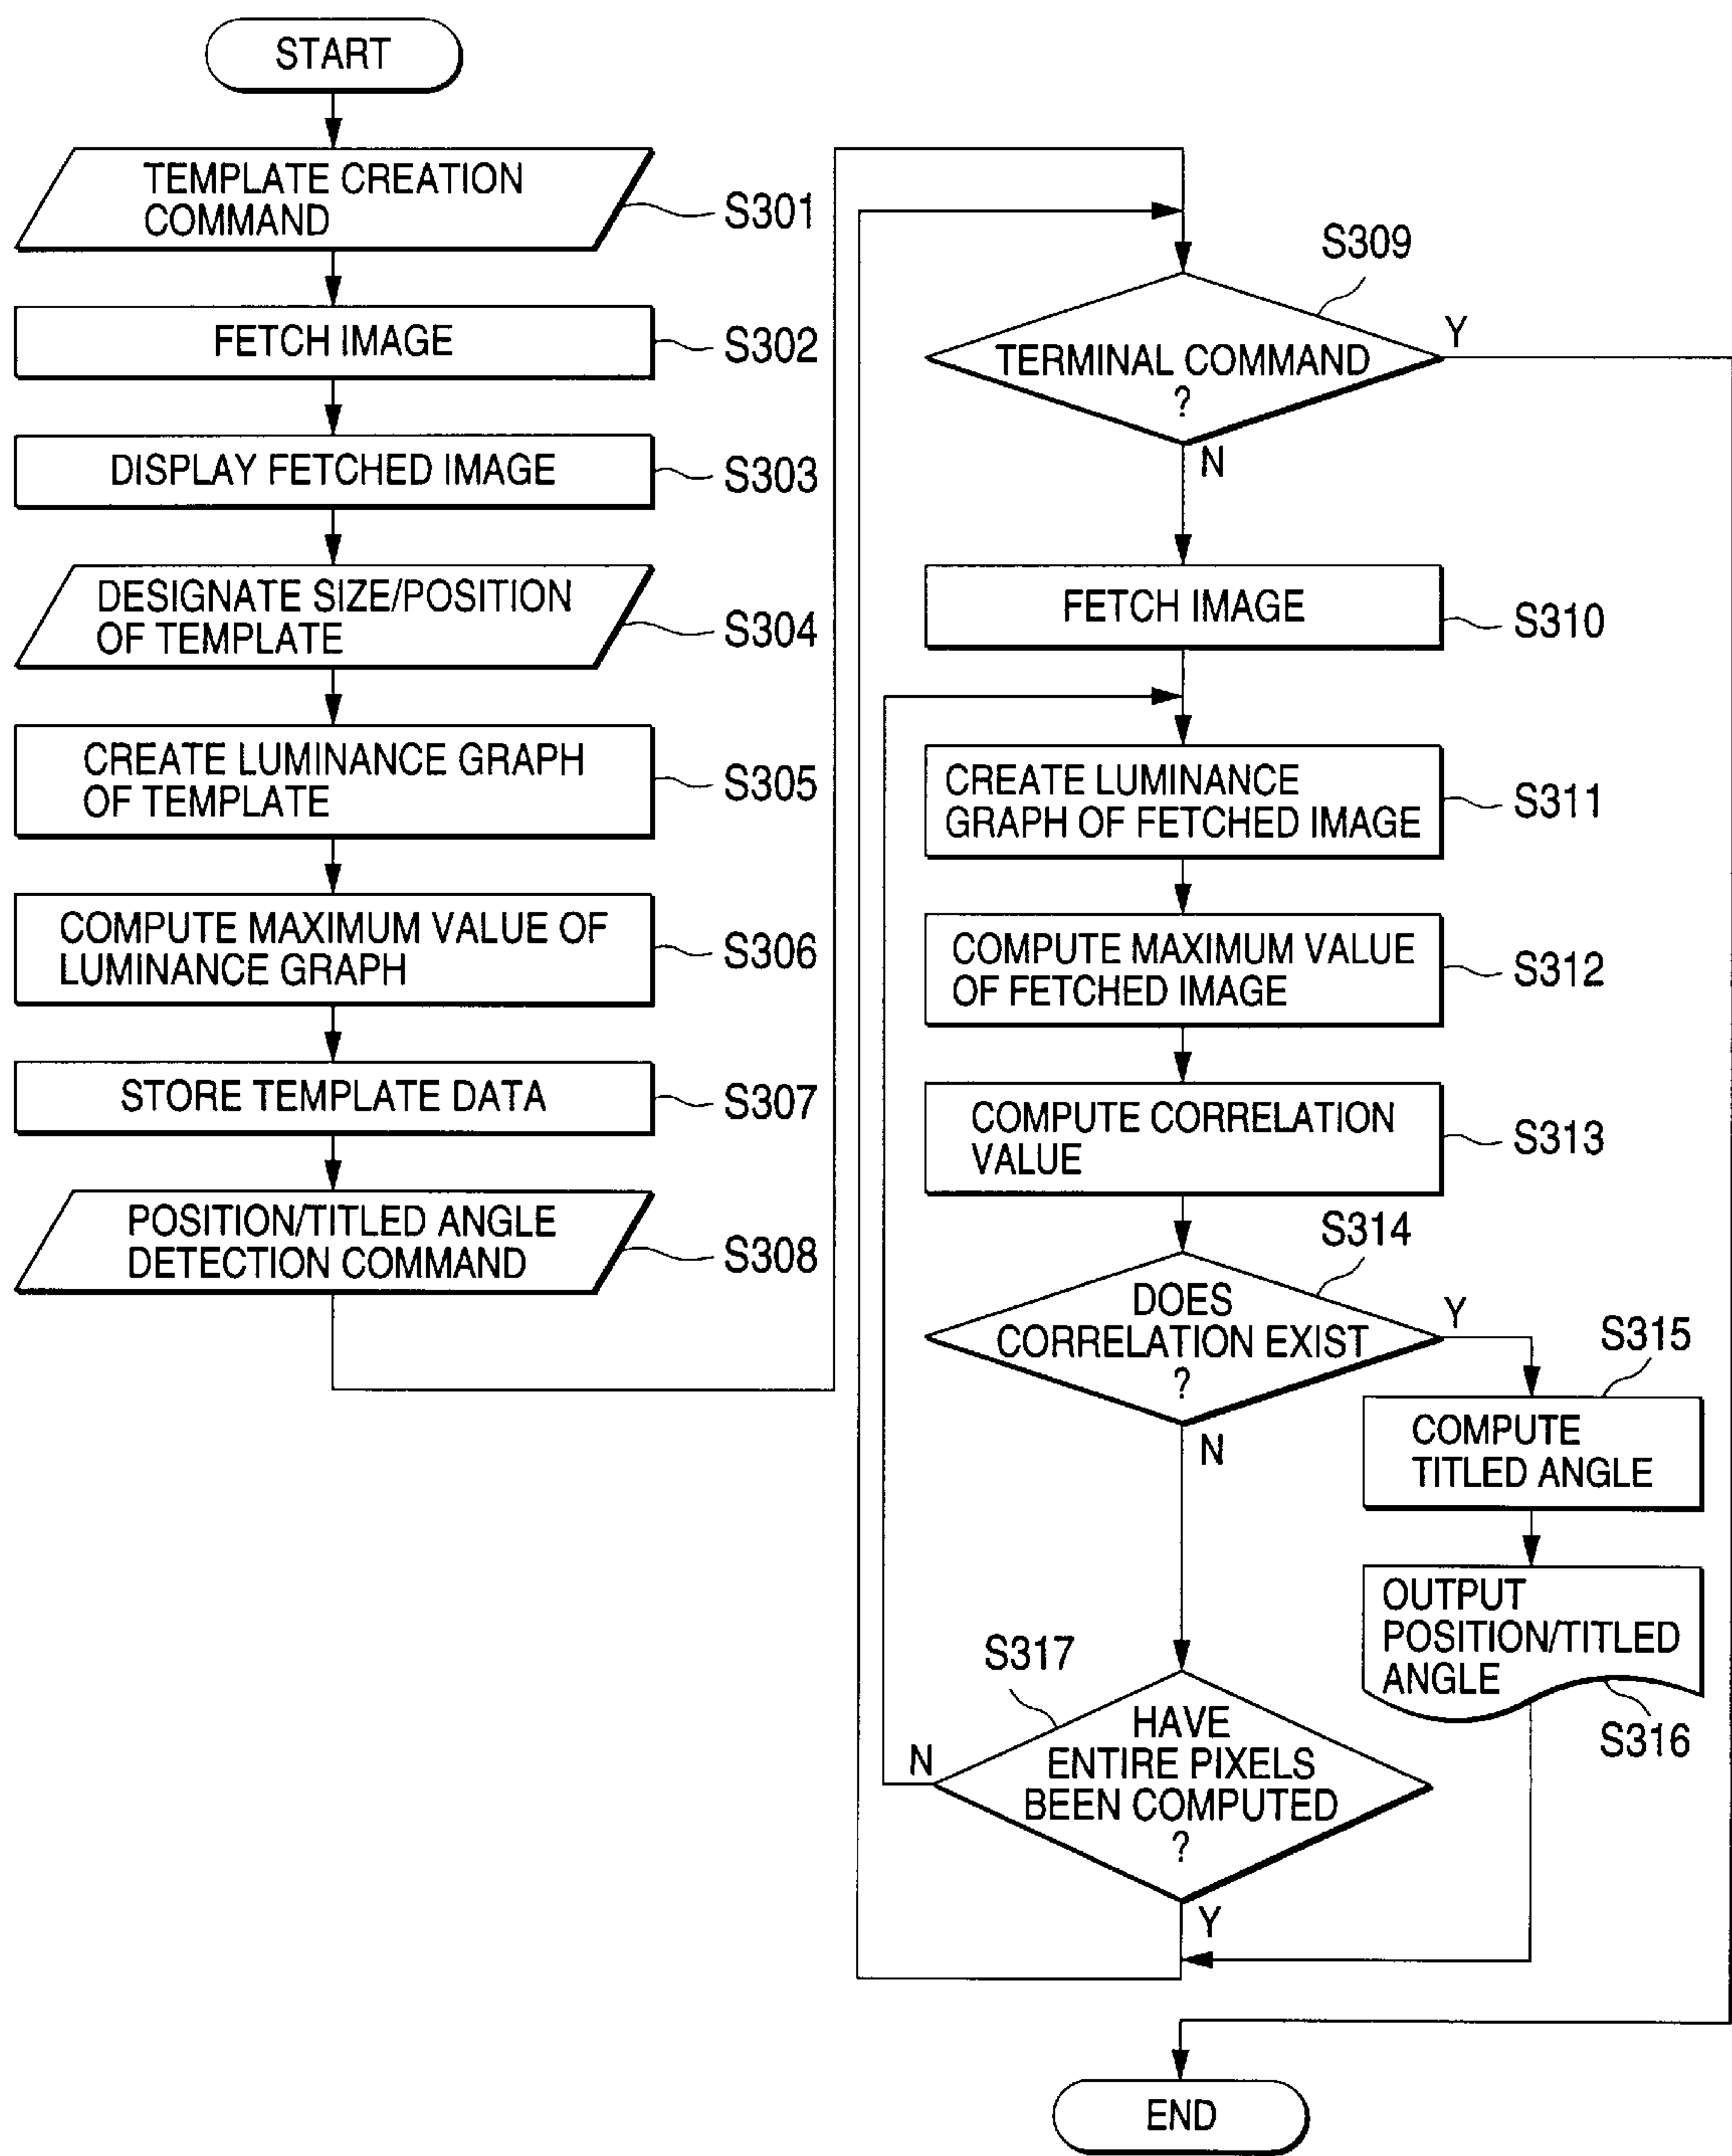 START
TEMPLATE CREATION
COMMAND
S301
FETCH IMAGE
S302
DISPLAY FETCHED IMAGE
S303
DESIGNATE SIZE/POSITION
OF TEMPLATE
S304
CREATE LUMINANCE GRAPH
OF TEMPLATE
S305
COMPUTE MAXIMUM VALUE OF
LUMINANCE GRAPH
S306
STORE TEMPLATE DATA
S307
POSITION/TITLED ANGLE
DETECTION COMMAND
S308
S309
TERMINAL COMMAND
?
Y
N
FETCH IMAGE
S310
CREATE LUMINANCE
GRAPH OF FETCHED IMAGE
S311
COMPUTE MAXIMUM VALUE
OF FETCHED IMAGE
S312
COMPUTE CORRELATION
VALUE
S313
S314
DOES
CORRELATION EXIST
?
Y
N
S315
COMPUTE
TITLED ANGLE
OUTPUT
POSITION/TITLED
ANGLE
S316
S317
HAVE
ENTIRE PIXELS
BEEN COMPUTED
?
N
Y
END